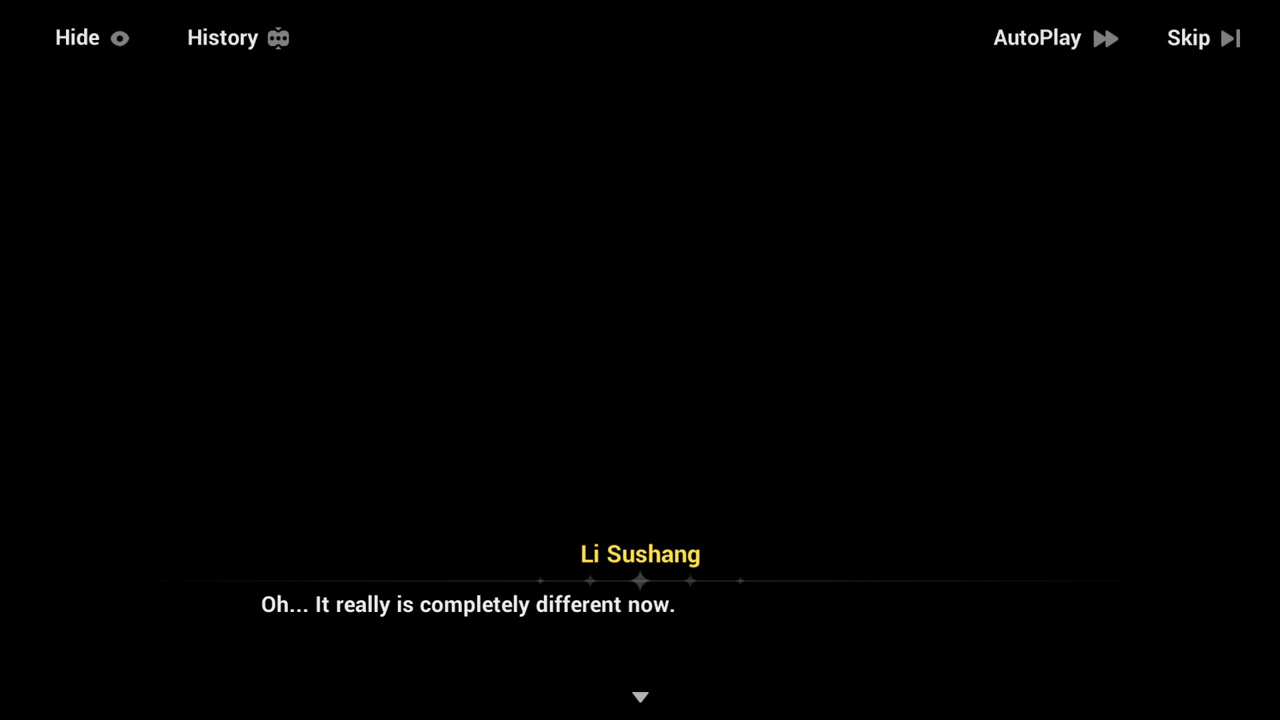 Hide
History
AutoPlay
Skip
Li Sushang
Oh... It really is completely different now.